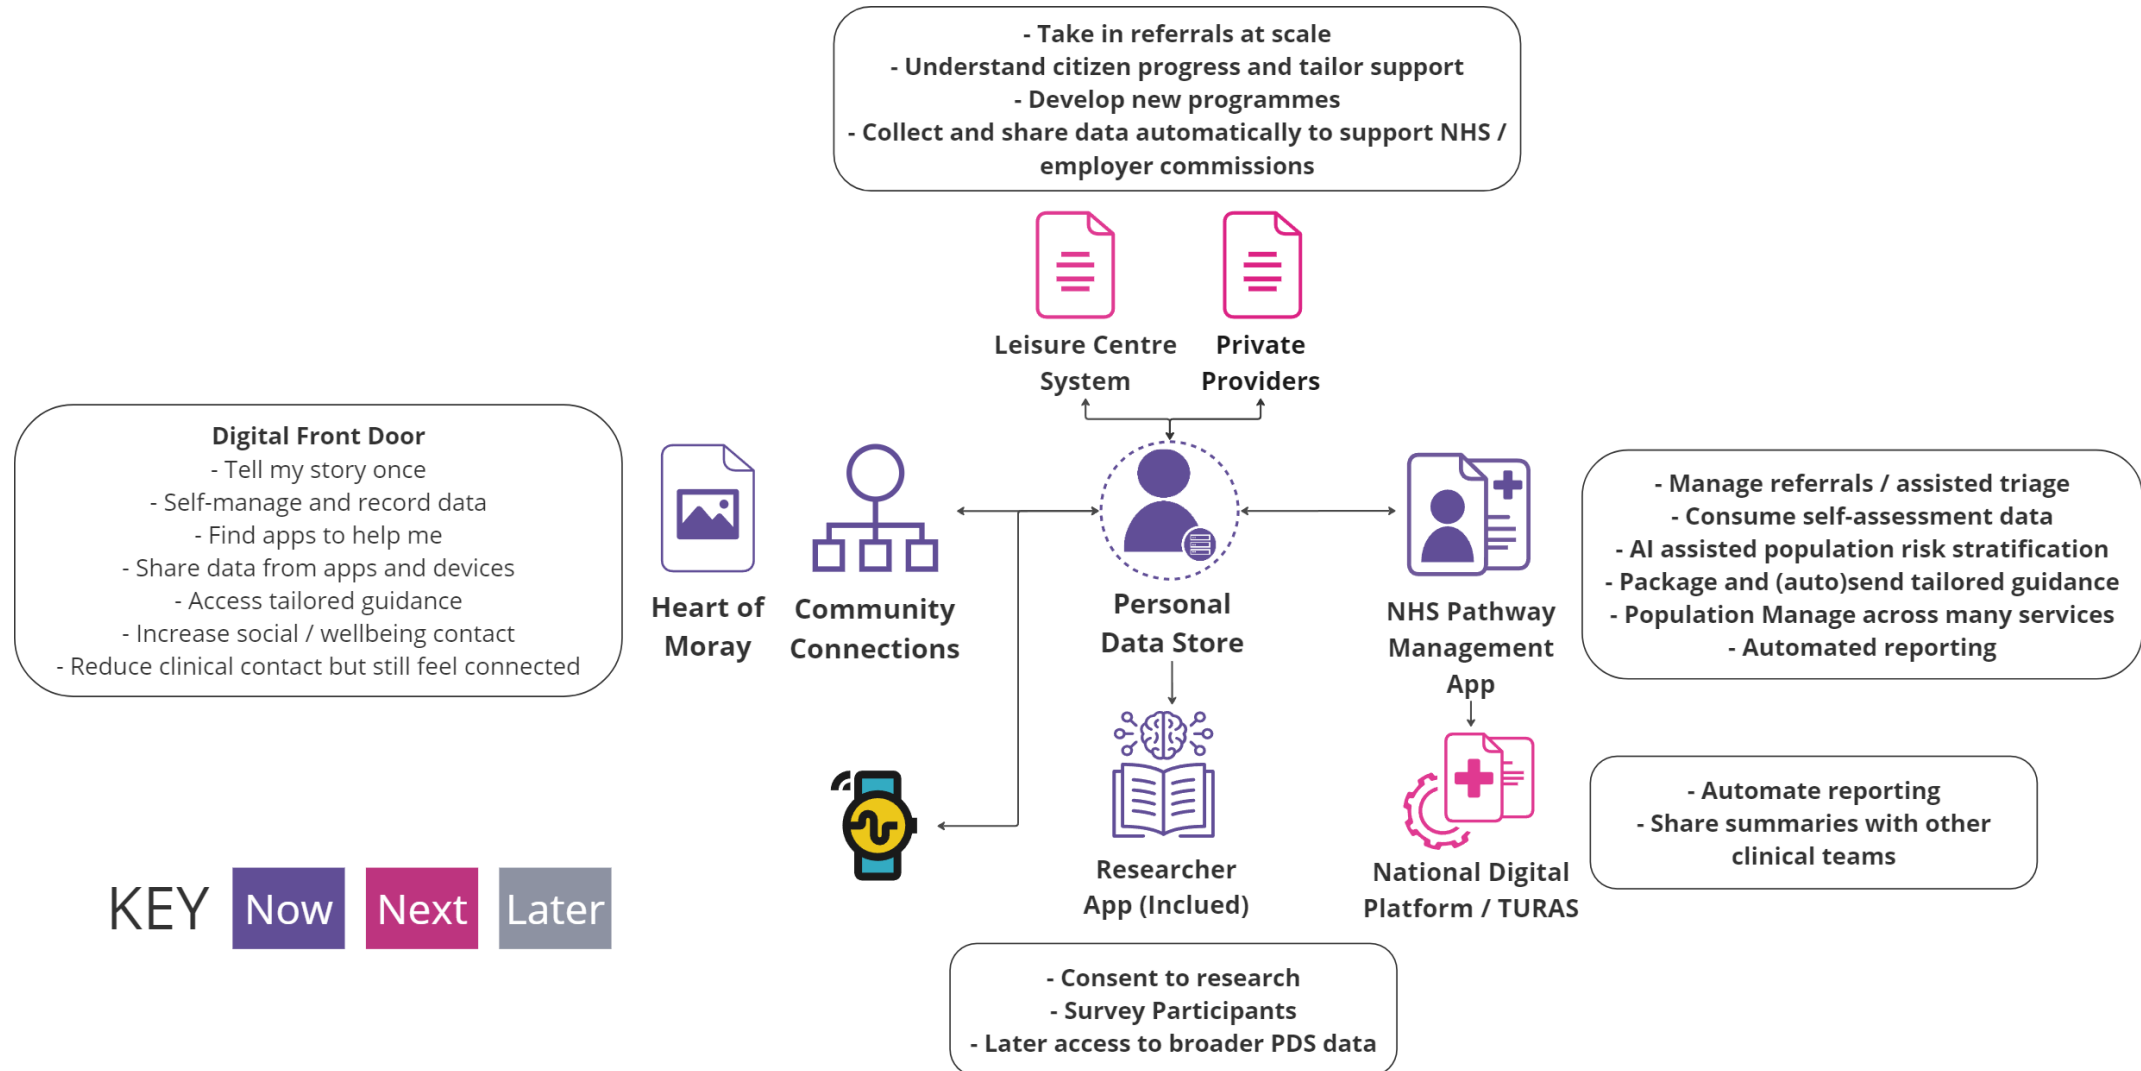 - Take in referrals at scale
- Understand citizen progress and tailor support
- Develop new programmes
- Collect and share data automatically to support NHS /
employer commissions
Leisure Centre
System
Private
Providers
Digital Front Door
- Tell my story once
- Self-manage and record data
- Find apps to help me
- Share data from apps and devices
- Access tailored guidance
- Increase social / wellbeing contact
- Reduce clinical contact but still feel connected
Heart of
Moray
Community
Connections
Personal
Data Store
NHS Pathway
Management
App
- Manage referrals / assisted triage
- Consume self-assessment data
- AI assisted population risk stratification
- Package and (auto)send tailored guidance
- Population Manage across many services
- Automated reporting
Researcher
App (Inclued)
National Digital
Platform / TURAS
- Automate reporting
- Share summaries with other
clinical teams
KEY
Now
Next
Later
- Consent to research
- Survey Participants
- Later access to broader PDS data